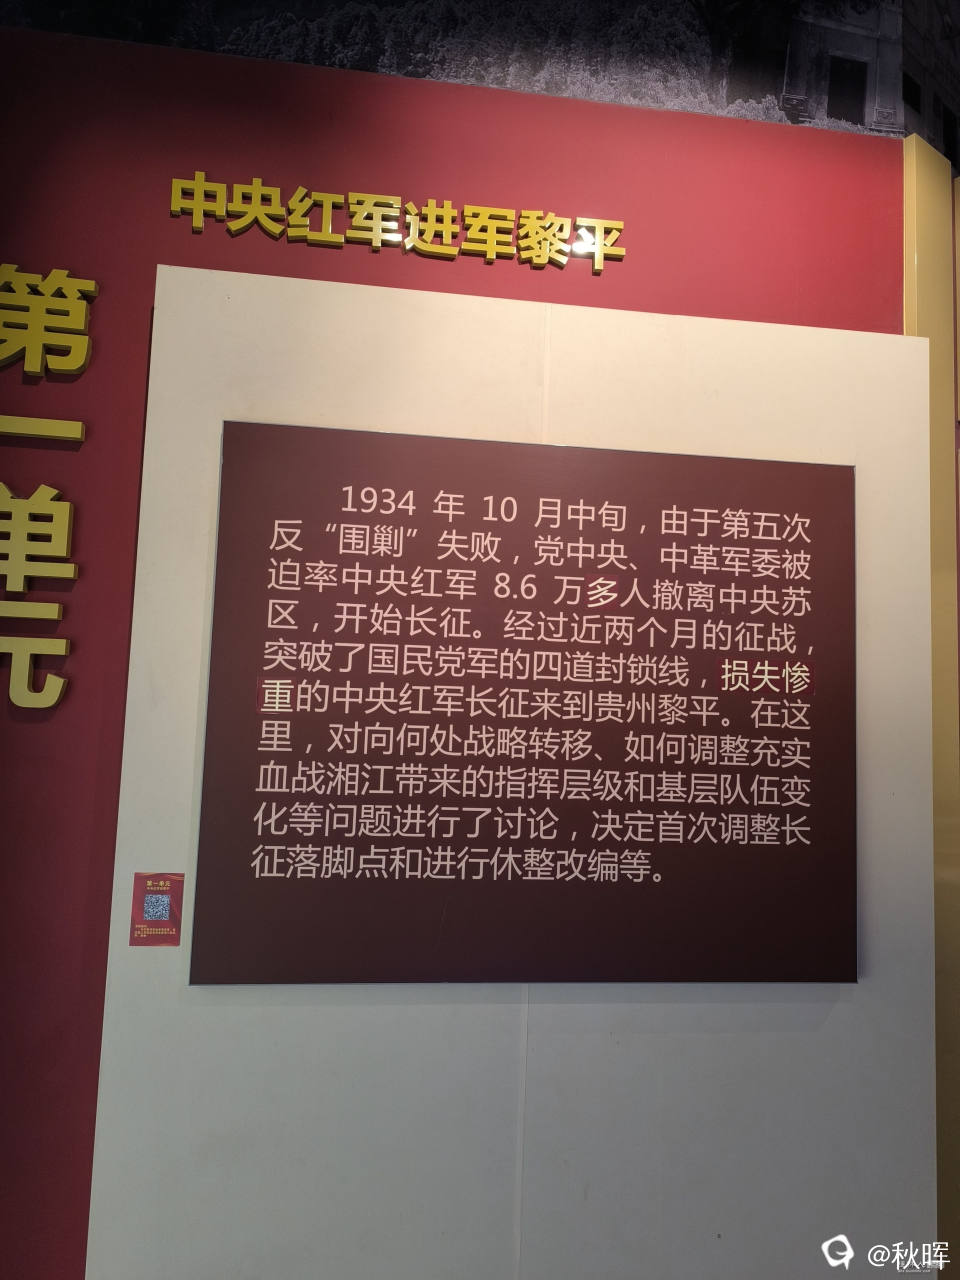 中央红军进军黎平
第一单元
1934 年 10 月中旬，由于第五次
反“围剿”失败，党中央、中革军委被
迫率中央红军 8.6 万多人撤离中央苏
区，开始长征。经过近两个月的征战，
突破了国民党军的四道封锁线，损失惨
重的中央红军长征来到贵州黎平。在这
里，对向何处战略转移、如何调整充实
血战湘江带来的指挥层级和基层队伍变
化等问题进行了讨论，决定首次调整长
征落脚点和进行休整改编等。
第一单元
@秋晖